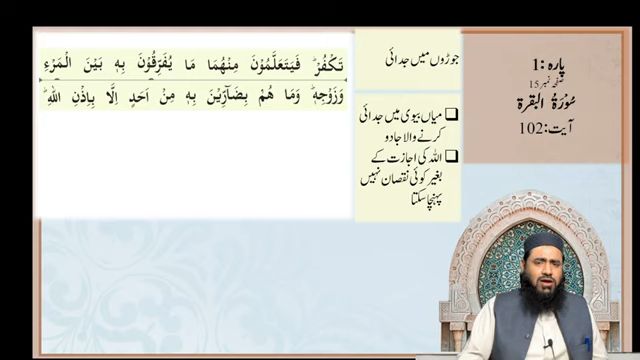 پارہ :1
صفحہ نمبر 15
سُوْرَةُ الْبَقَرَة
آیت:102
جوڑوں میں جدائی
تَكْفُرْ ؕ فَيَتَعَلَّمُوْنَ مِنْهُمَا مَا يُفَرِّقُوْنَ بِهٖ بَيْنَ الْمَرْءِ
وَزَوْجِهٖ ؕ وَمَا هُمْ بِضَآرِّيْنَ بِهٖ مِنْ اَحَدٍ اِلَّا بِاِذْنِ اللّٰهِ ؕ
❑ میاں بیوی میں جدائی
کرنے والا جادو
❑ اللہ کی اجازت کے
بغیر کوئی نقصان نہیں
پہنچا سکتا